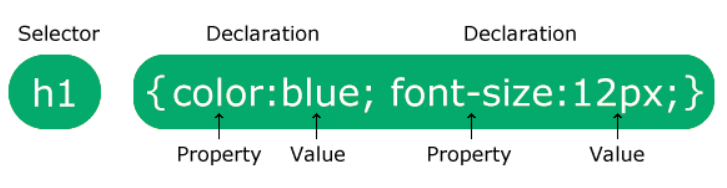 Selector Declaration Declaration
h1 {color:blue; font-size:12px;}
Property Value Property Value